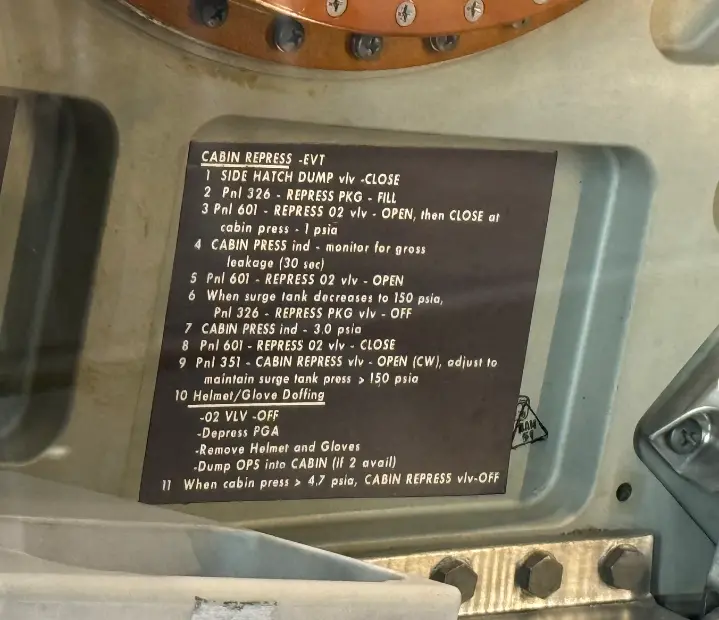 CABIN REPRESS -EVT
1 SIDE HATCH DUMP vlv -CLOSE
2 Pnl 326 - REPRESS PKG - FILL
3 Pnl 601 - REPRESS 02 vlv - OPEN, then CLOSE at
cabin press - 1 psia
4 CABIN PRESS ind - monitor for gross
leakage (30 sec)
5 Pnl 601 - REPRESS 02 vlv - OPEN
6 When surge tank decreases to 150 psia,
Pnl 326 - REPRESS PKG vlv - OFF
7 CABIN PRESS ind - 3.0 psia
8 Pnl 601 - REPRESS 02 vlv - CLOSE
9 Pnl 351 - CABIN REPRESS vlv - OPEN (CW), adjust to
maintain surge tank press > 150 psia
10 Helmet/Glove Doffing
-02 VLV -OFF
-Depress PGA
-Remove Helmet and Gloves
-Dump OPS into CABIN (if 2 avail)
11 When cabin press > 4.7 psia, CABIN REPRESS vlv-OFF